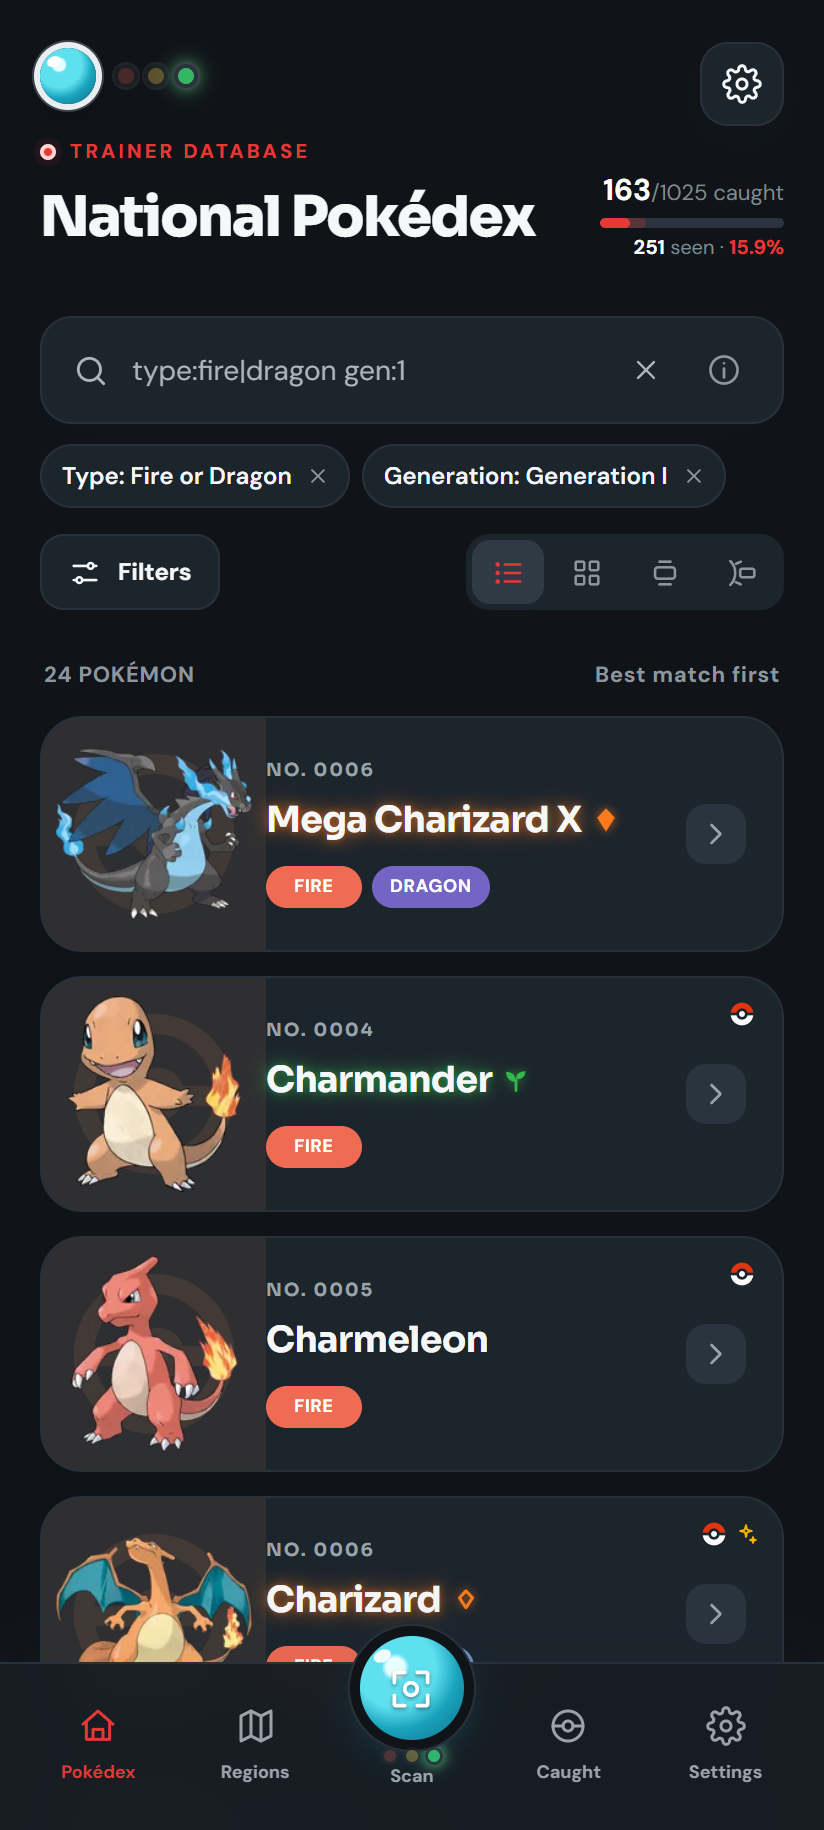 TRAINER DATABASE
National Pokédex
163/1025 caught
251 seen · 15.9%
type:fire|dragon gen:1
Type: Fire or Dragon
Generation: Generation I
Filters
24 POKÉMON
Best match first
NO. 0006
Mega Charizard X
FIRE
DRAGON
NO. 0004
Charmander
FIRE
NO. 0005
Charmeleon
FIRE
NO. 0006
Charizard
FIRE
Pokédex
Regions
Scan
Caught
Settings